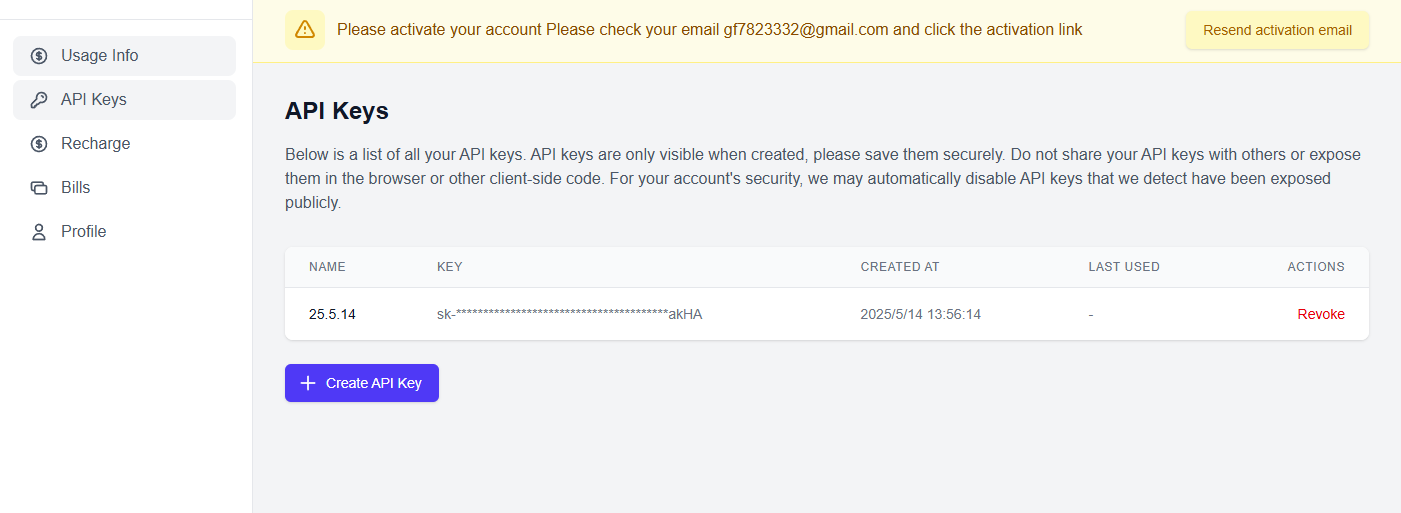 Please activate your account Please check your email gf7823332@gmail.com and click the activation link
Resend activation email
Usage Info
API Keys
Recharge
Bills
Profile
API Keys
Below is a list of all your API keys. API keys are only visible when created, please save them securely. Do not share your API keys with others or expose
them in the browser or other client-side code. For your account's security, we may automatically disable API keys that we detect have been exposed
publicly.
NAME KEY CREATED AT LAST USED ACTIONS
25.5.14 sk-****************************************akHA 2025/5/14 13:56:14 - Revoke
Create API Key